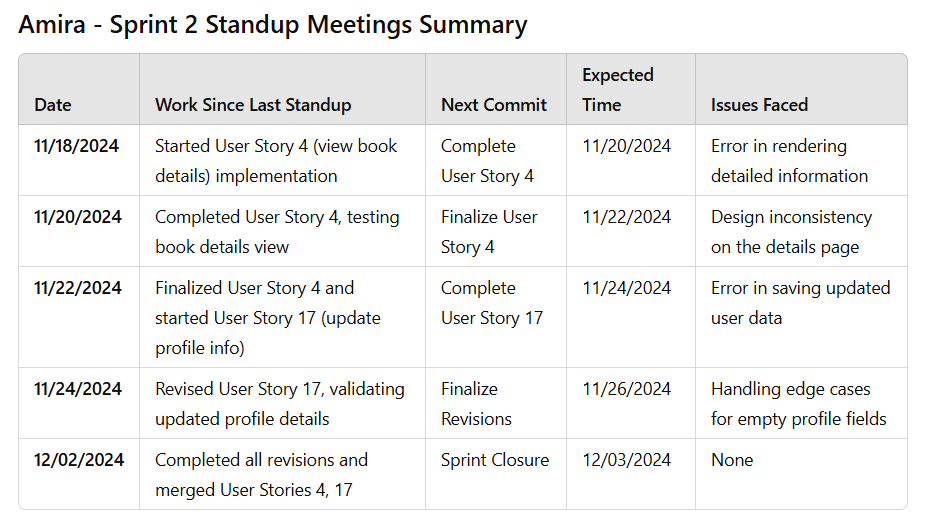 Amira - Sprint 2 Standup Meetings Summary
Date Work Since Last Standup Next Commit Expected Time Issues Faced
11/18/2024 Started User Story 4 (view book details) implementation Complete User Story 4 11/20/2024 Error in rendering detailed information
11/20/2024 Completed User Story 4, testing book details view Finalize User Story 4 11/22/2024 Design inconsistency on the details page
11/22/2024 Finalized User Story 4 and started User Story 17 (update profile info) Complete User Story 17 11/24/2024 Error in saving updated user data
11/24/2024 Revised User Story 17, validating updated profile details Finalize Revisions 11/26/2024 Handling edge cases for empty profile fields
12/02/2024 Completed all revisions and merged User Stories 4, 17 Sprint Closure 12/03/2024 None